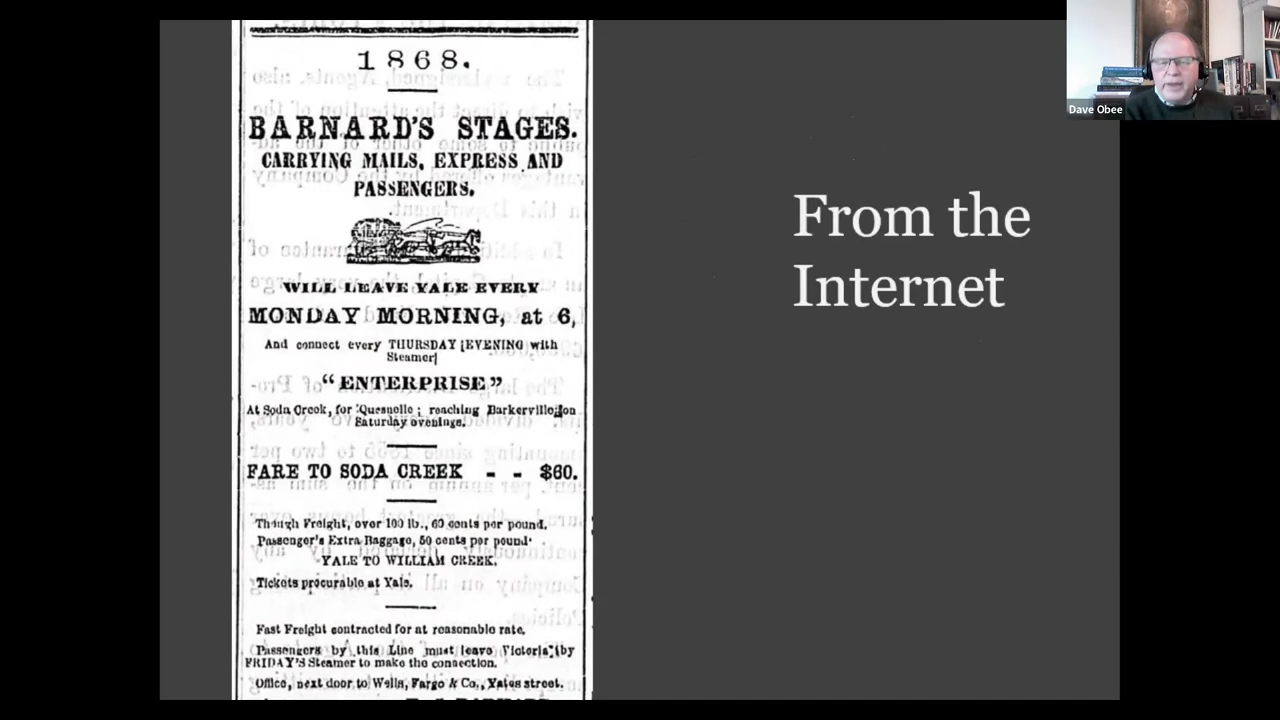 1868.
BARNARD'S STAGES.
CARRYING MAILS, EXPRESS AND
PASSENGERS.
WILL LEAVE YALE EVERY
MONDAY MORNING, at 6,
And connect every THURSDAY EVENING with
Steamer
“ENTERPRISE”
At Soda Creek, for Quesnelle ; reaching Barkerville on
Saturday evenings.
FARE TO SODA CREEK - - $60.
Though Freight, over 100 lb., 60 cents per pound.
Passenger's Extra Baggage, 50 cents per pound.
YALE TO WILLIAM CREEK.
Tickets procurable at Yale.
Fast Freight contracted for at reasonable rate.
Passengers by this Line must leave Victoria by
FRIDAY'S Steamer to make the connection.
Office, next door to Wells, Fargo & Co., Yates street.
From the
Internet
Dave Obee